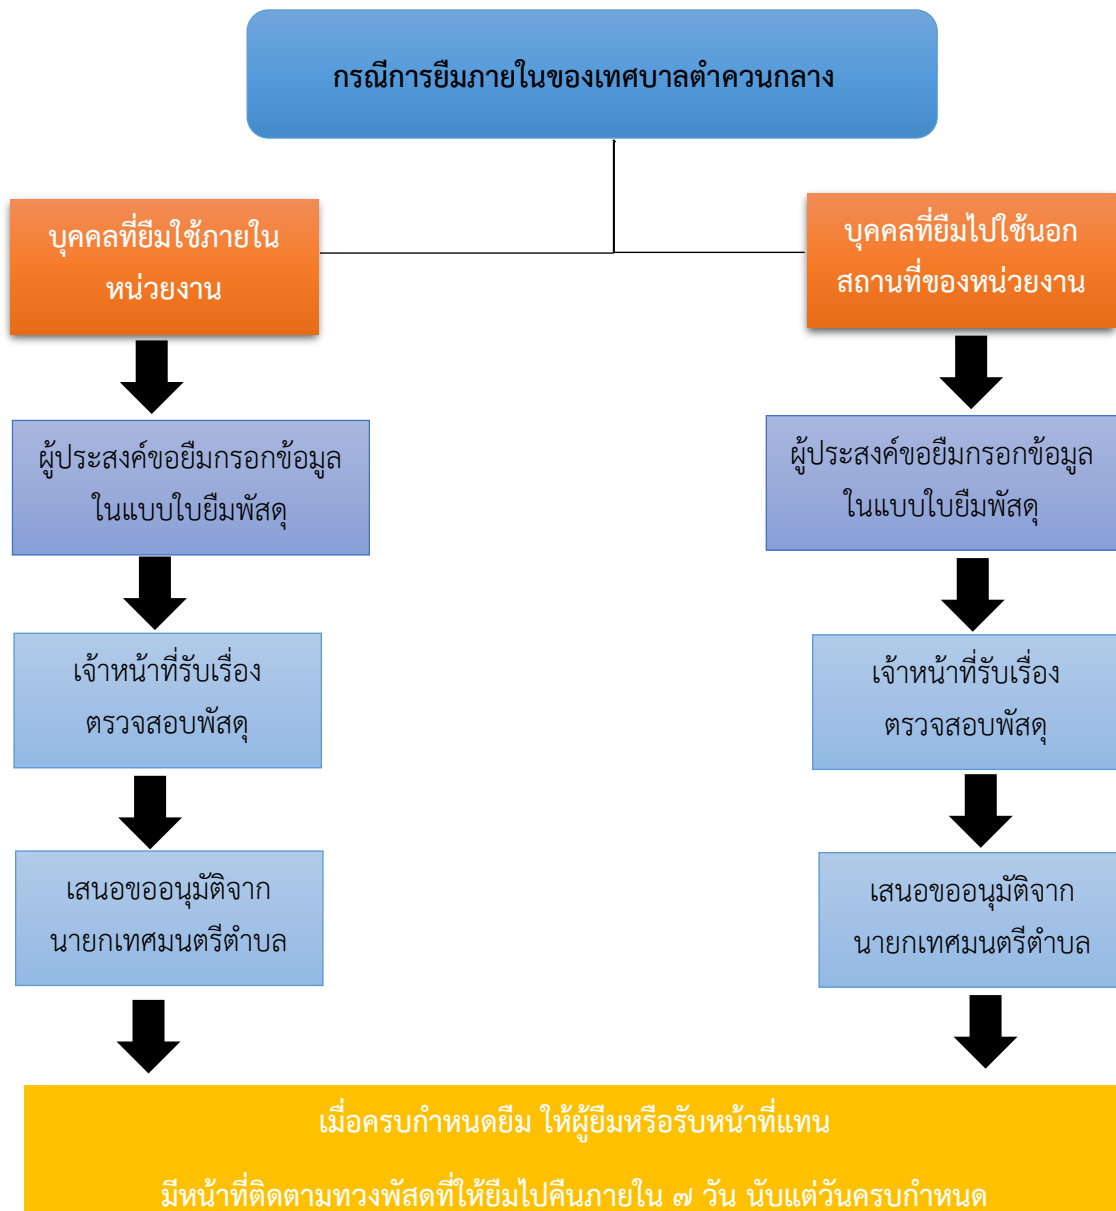 กรณีการยืมภายในของเทศบาลตำควนกลาง
บุคคลที่ยืมใช้ภายใน
หน่วยงาน
ผู้ประสงค์ขอยืมกรอกข้อมูล
ในแบบใบยืมพัสดุ
เจ้าหน้าที่รับเรื่อง
ตรวจสอบพัสดุ
เสนอขออนุมัติจาก
นายกเทศมนตรีตำบล
บุคคลที่ยืมไปใช้นอก
สถานที่ของหน่วยงาน
ผู้ประสงค์ขอยืมกรอกข้อมูล
ในแบบใบยืมพัสดุ
เจ้าหน้าที่รับเรื่อง
ตรวจสอบพัสดุ
เสนอขออนุมัติจาก
นายกเทศมนตรีตำบล
เมื่อครบกำหนดยืม ให้ผู้ยืมหรือรับหน้าที่แทน
มีหน้าที่ติดตามทวงพัสดุที่ให้ยืมไปคืนภายใน ๗ วัน นับแต่วันครบกำหนด